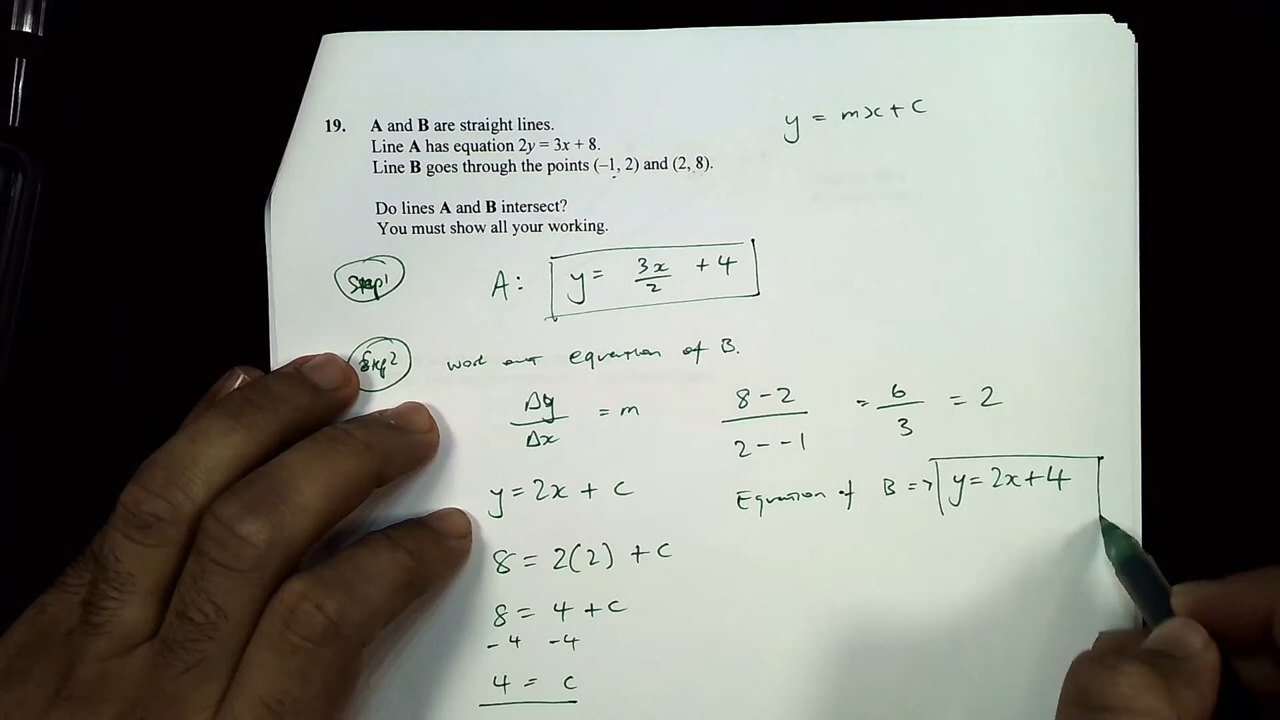 19. A and B are straight lines.
Line A has equation 2y = 3x + 8.
Line B goes through the points (−1, 2) and (2, 8).
y = mx + c
Do lines A and B intersect?
You must show all your working.
Step 1
A: y = 3x/2 + 4
Step 2 work out equation of B.
Δy/Δx = m
8 - 2 / 2 - - 1 = 6/3 = 2
y = 2x + c
Equation of B => y = 2x + 4
8 = 2(2) + c
8 = 4 + c
-4 -4
4 = c